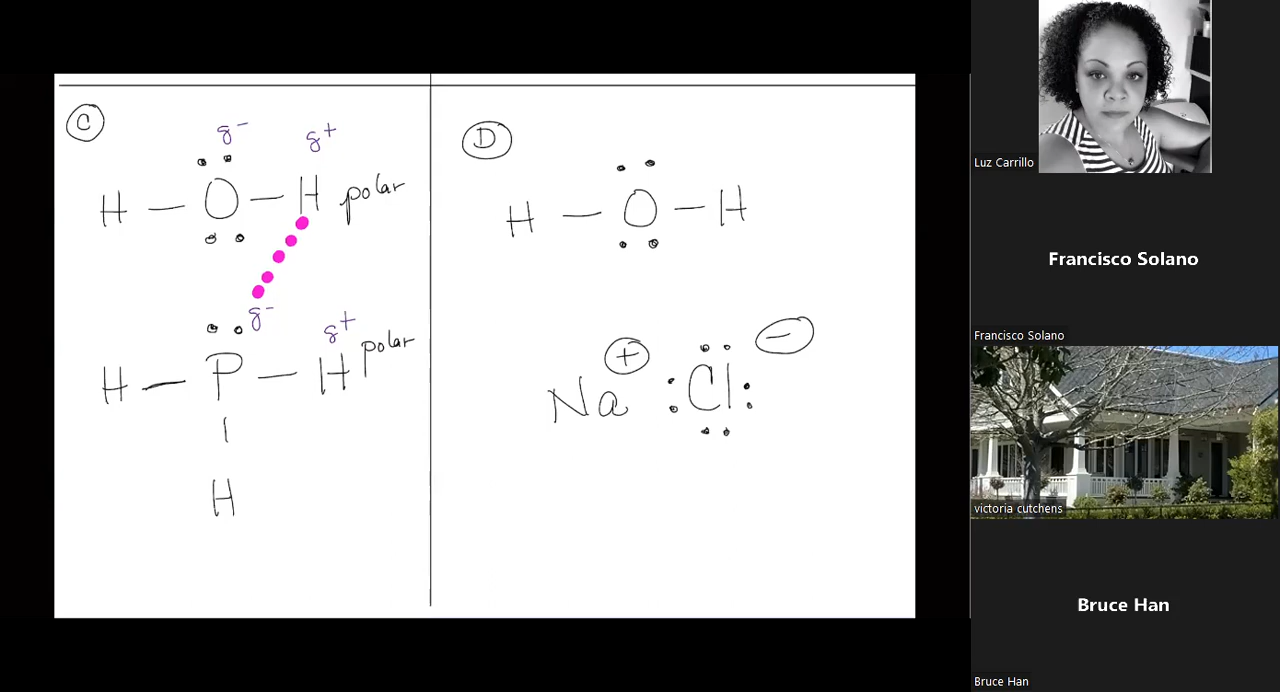 C
δ- δ+
H — O — H polar
δ- δ+
H — P — H polar
|
H
D
H — O — H
+ −
Na :Cl:
Luz Carrillo
Francisco Solano
Francisco Solano
victoria cutchens
Bruce Han
Bruce Han